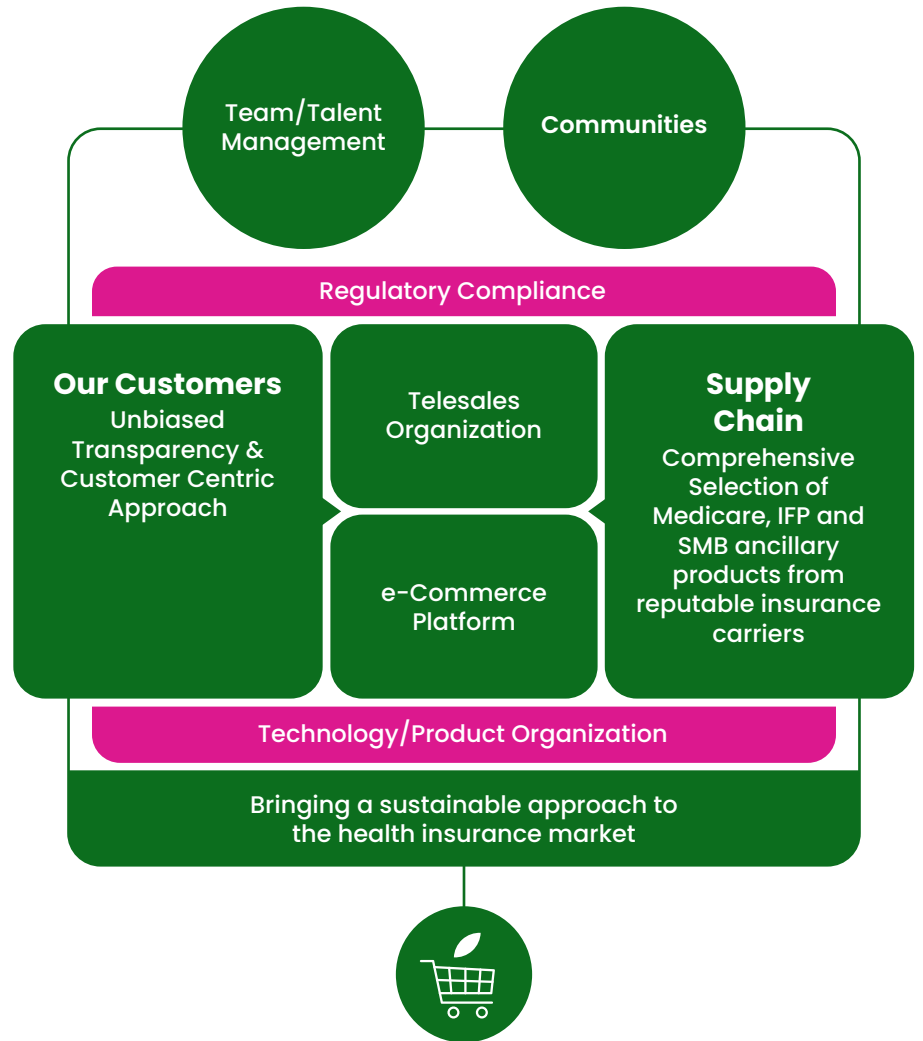 Team/Talent
Management
Communities
Regulatory Compliance
Our Customers
Unbiased
Transparency &
Customer Centric
Approach
Telesales
Organization
e-Commerce
Platform
Supply
Chain
Comprehensive
Selection of
Medicare, IFP and
SMB ancillary
products from
reputable insurance
carriers
Technology/Product Organization
Bringing a sustainable approach to
the health insurance market